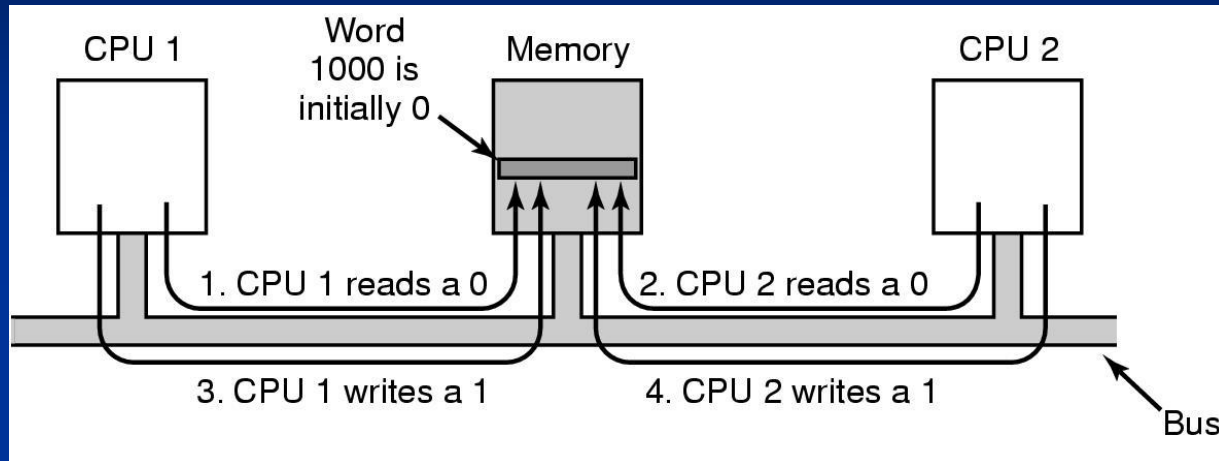 CPU 1
Word
1000 is
initially 0
Memory
CPU 2
1. CPU 1 reads a 0
2. CPU 2 reads a 0
3. CPU 1 writes a 1
4. CPU 2 writes a 1
Bus